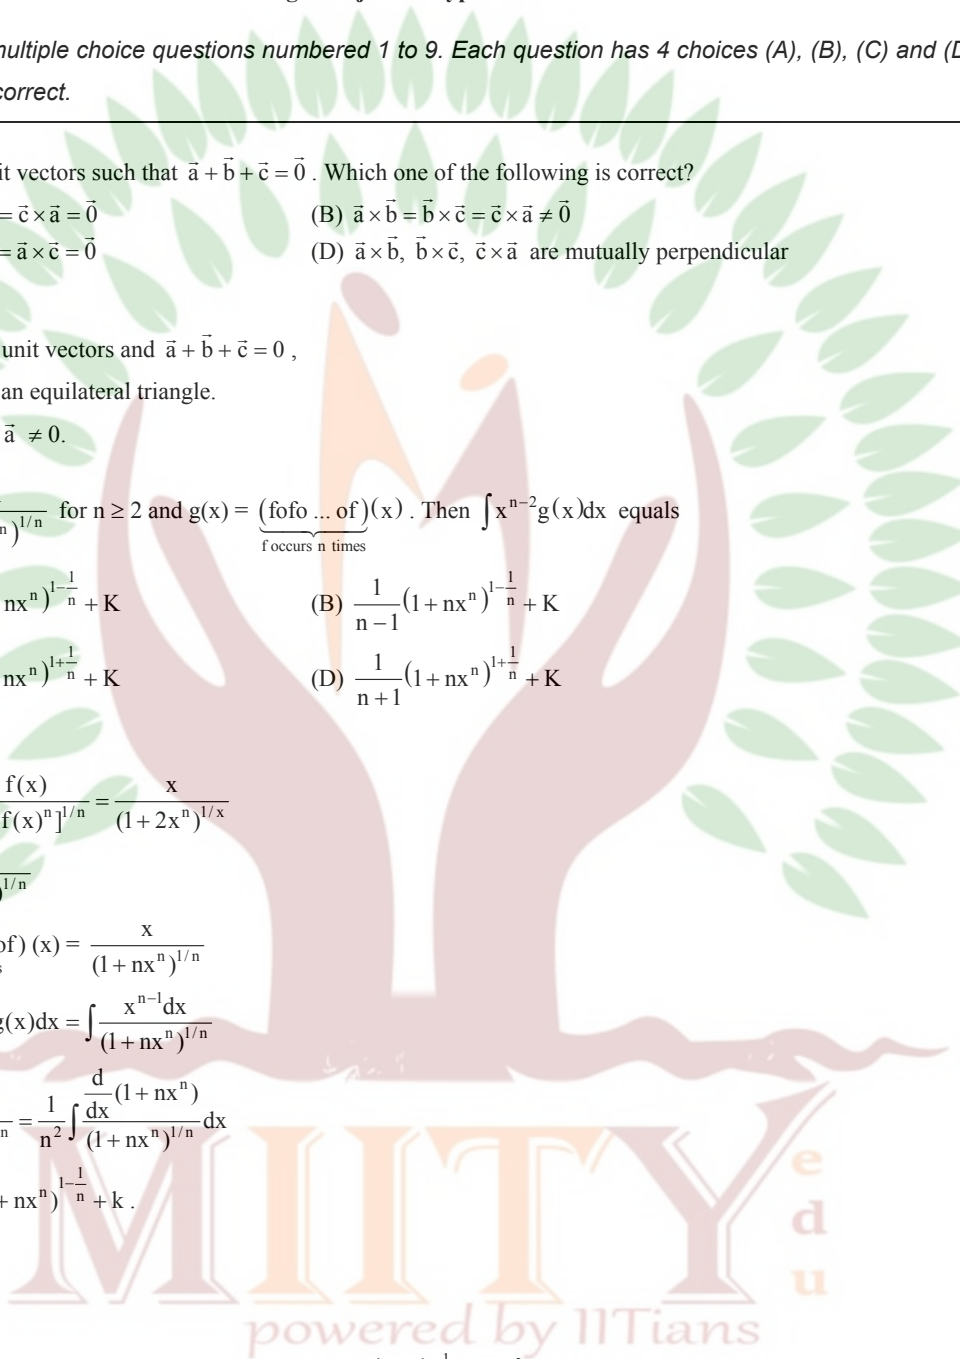 multiple choice questions numbered 1 to 9. Each question has 4 choices (A), (B), (C) and (D
correct.
it vectors such that a⃗ + b⃗ + c⃗ = 0⃗ . Which one of the following is correct?
= c⃗ × a⃗ = 0⃗ (B) a⃗ × b⃗ = b⃗ × c⃗ = c⃗ × a⃗ ≠ 0⃗
= a⃗ × c⃗ = 0⃗ (D) a⃗ × b⃗, b⃗ × c⃗, c⃗ × a⃗ are mutually perpendicular
unit vectors and a⃗ + b⃗ + c⃗ = 0 ,
an equilateral triangle.
a⃗ ≠ 0.
n)^{1/n} for n ≥ 2 and g(x) = (fofo ... of)(x) . Then ∫x^{n−2}g(x)dx equals
f occurs n times
nx^n)^{1−1/n} + K (B) 1/(n−1) (1 + nx^n)^{1−1/n} + K
nx^n)^{1+1/n} + K (D) 1/(n+1) (1 + nx^n)^{1+1/n} + K
f(x)/f(x)^n]^{1/n} = x/(1 + 2x^n)^{1/x}
)^{1/n}
of) (x) = x/(1 + nx^n)^{1/n}
g(x)dx = ∫ x^{n−1}dx/(1 + nx^n)^{1/n}
n = 1/n² ∫ (d/dx (1 + nx^n))/(1 + nx^n)^{1/n} dx
+ nx^n)^{1−1/n} + k .
MIITY
edu
powered by IITians